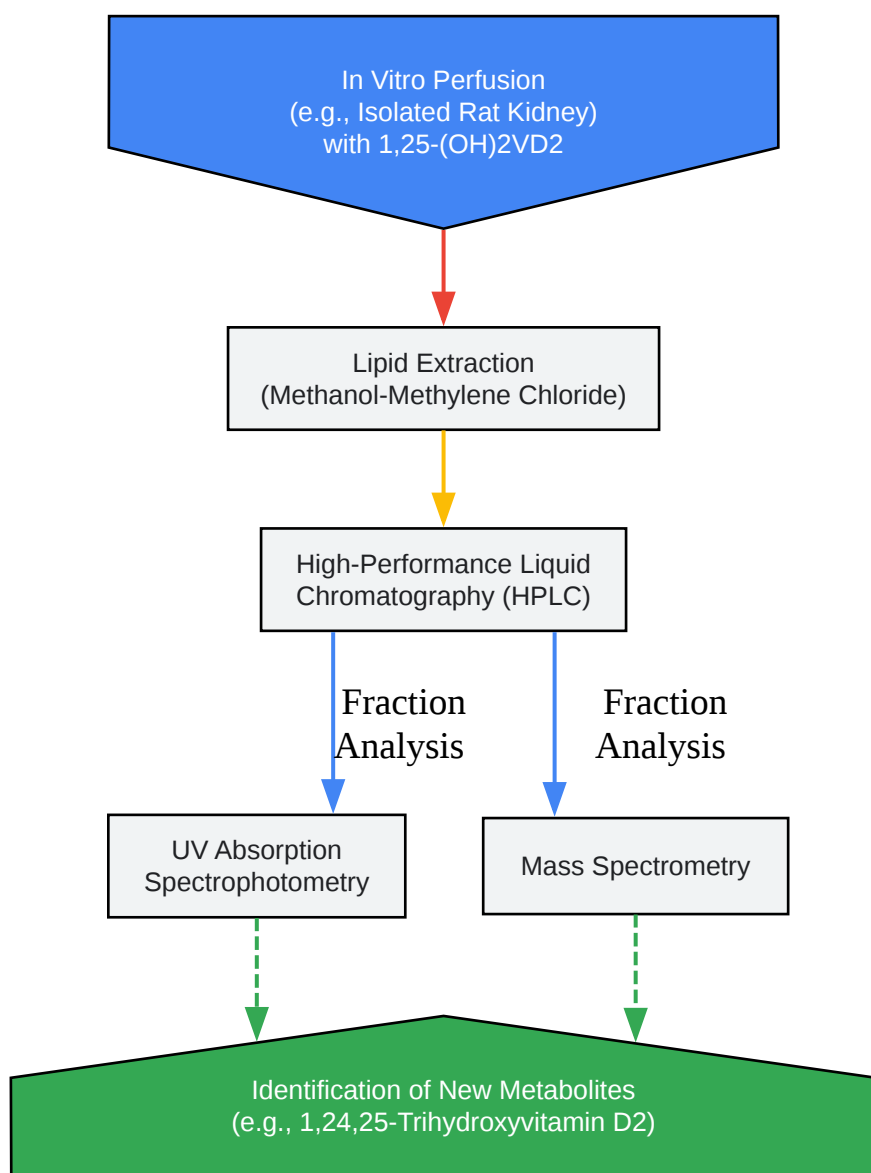 In Vitro Perfusion
(e.g., Isolated Rat Kidney)
with 1,25-(OH)2VD2
Lipid Extraction
(Methanol-Methylene Chloride)
High-Performance Liquid
Chromatography (HPLC)
Fraction
Analysis
Fraction
Analysis
UV Absorption
Spectrophotometry
Mass Spectrometry
Identification of New Metabolites
(e.g., 1,24,25-Trihydroxyvitamin D2)